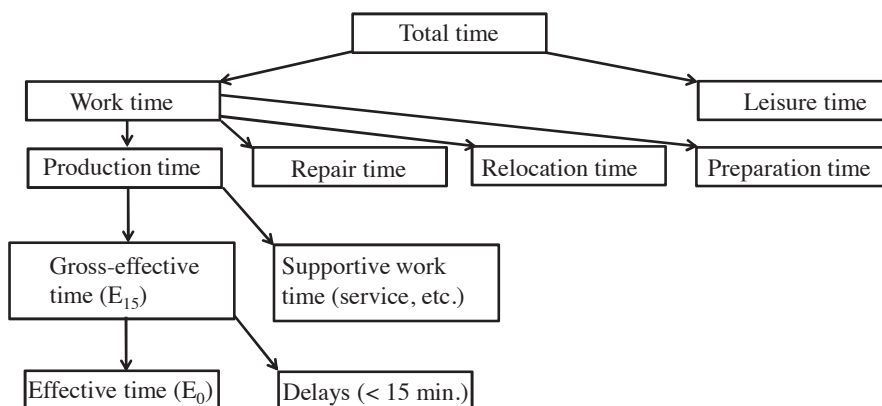 Total time
Work time
Leisure time
Production time
Repair time
Relocation time
Preparation time
Gross-effective
time (E₁₅)
Supportive work
time (service, etc.)
Effective time (E₀)
Delays (< 15 min.)